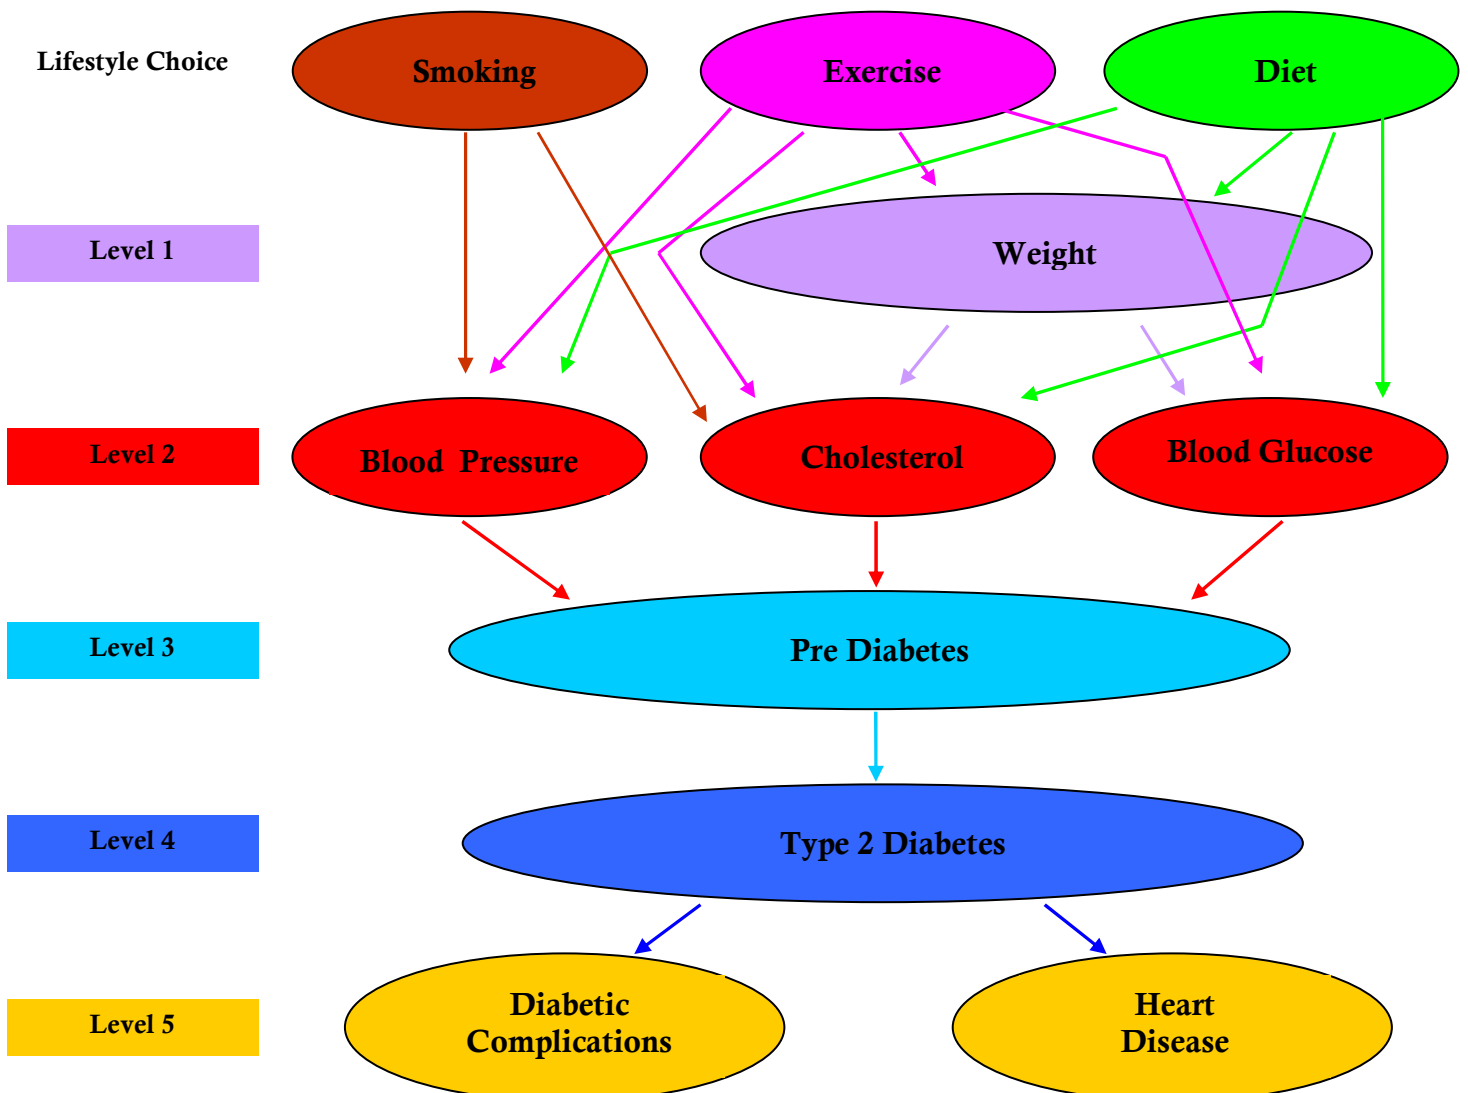 Lifestyle Choice
Smoking
Exercise
Diet
Level 1
Weight
Level 2
Blood Pressure
Cholesterol
Blood Glucose
Level 3
Pre Diabetes
Level 4
Type 2 Diabetes
Level 5
Diabetic
Complications
Heart
Disease